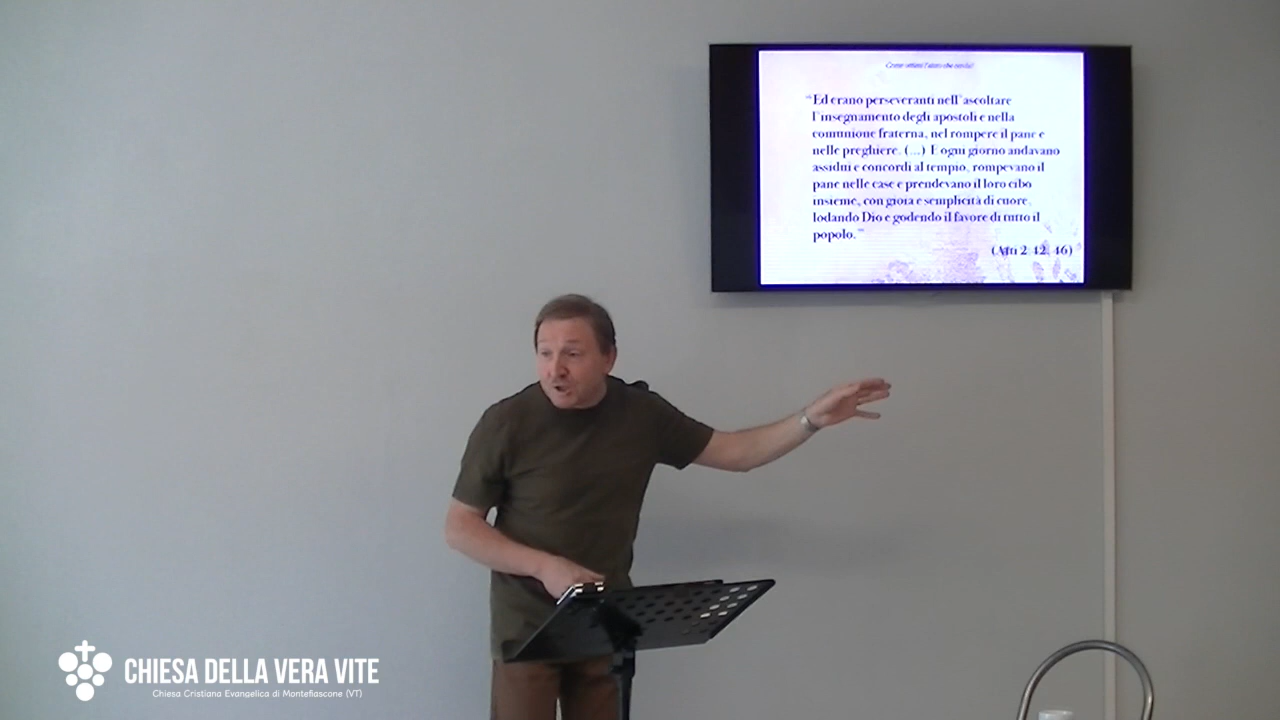 "Ed erano perseveranti nell'ascoltare
l'insegnamento degli apostoli e nella
comunione fraterna, nel rompere il pane e
nelle preghiere. (...) E ogni giorno andavano
assidui e concordi al tempio, rompevano il
pane nelle case e prendevano il loro cibo
insieme, con gioia e semplicità di cuore,
lodando Dio e godendo il favore di tutto il
popolo."
(Atti 2:42, 46)
CHIESA DELLA VERA VITE
Chiesa Cristiana Evangelica di Montefiascone (VT)